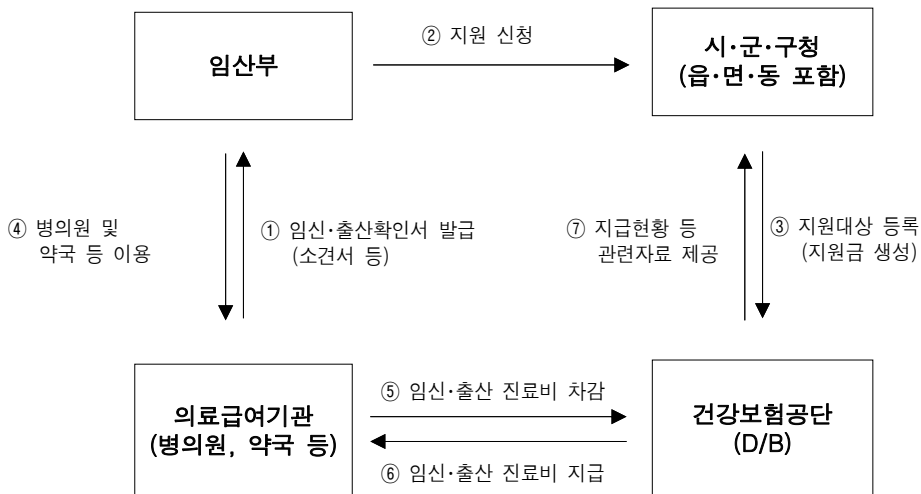 ② 지원 신청
임산부
시·군·구청
(읍·면·동 포함)
④ 병의원 및
약국 등 이용
① 임신·출산확인서 발급
(소견서 등)
⑦ 지급현황 등
관련자료 제공
③ 지원대상 등록
(지원금 생성)
의료급여기관
(병의원, 약국 등)
⑤ 임신·출산 진료비 차감
⑥ 임신·출산 진료비 지급
건강보험공단
(D/B)